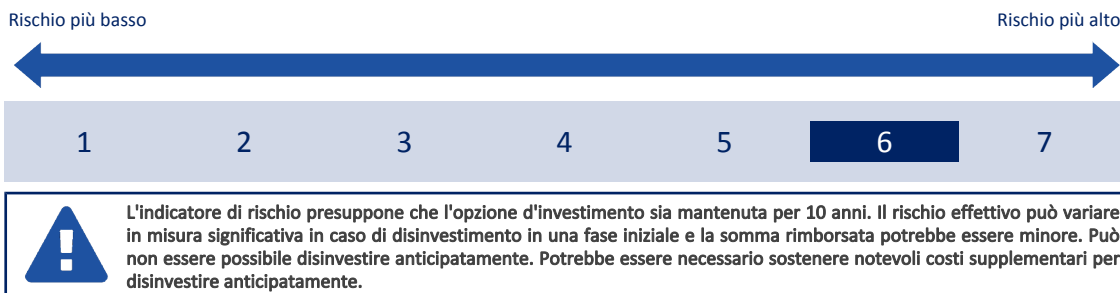 Rischio più basso Rischio più alto
1 2 3 4 5 6 7
L'indicatore di rischio presuppone che l'opzione d'investimento sia mantenuta per 10 anni. Il rischio effettivo può variare
in misura significativa in caso di disinvestimento in una fase iniziale e la somma rimborsata potrebbe essere minore. Può
non essere possibile disinvestire anticipatamente. Potrebbe essere necessario sostenere notevoli costi supplementari per
disinvestire anticipatamente.